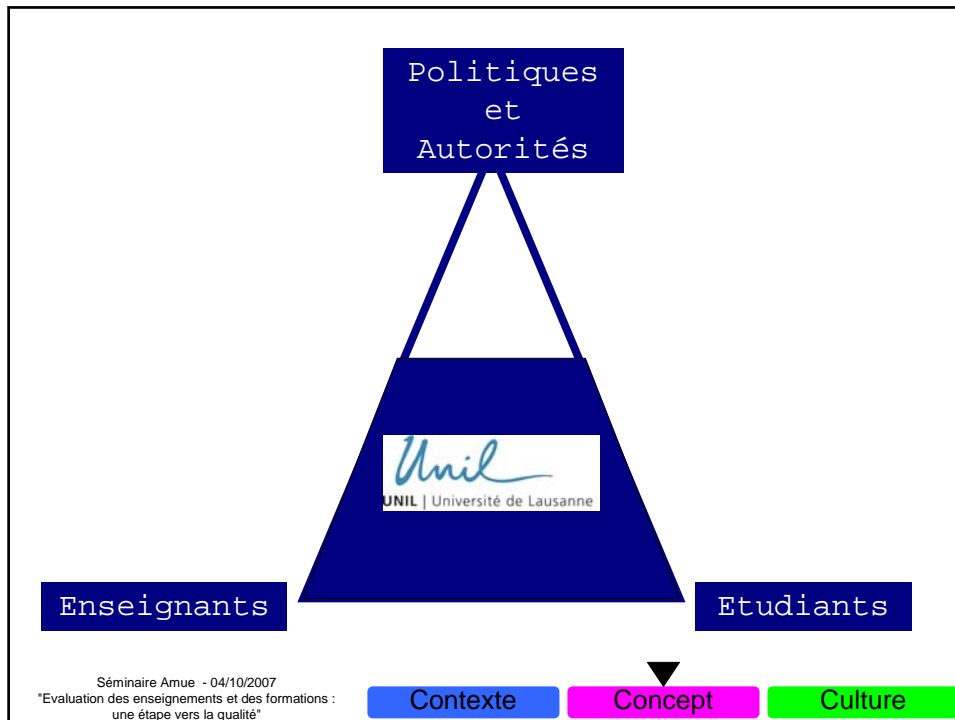 Politiques
et
Autorités
Unil
UNIL | Université de Lausanne
Enseignants
Etudiants
Séminaire Amue - 04/10/2007
"Evaluation des enseignements et des formations :
une étape vers la qualité"
Contexte
Concept
Culture